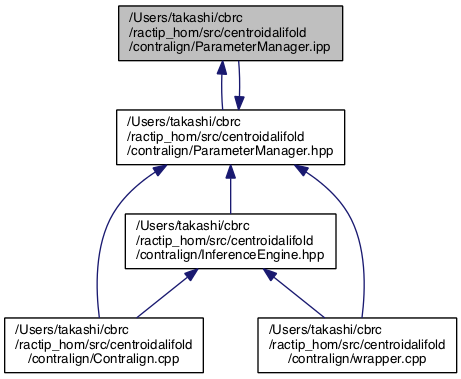 /Users/takashi/cbrc
/ractip_hom/src/centroidalifold
/contralign/ParameterManager.ipp
/Users/takashi/cbrc
/ractip_hom/src/centroidalifold
/contralign/ParameterManager.hpp
/Users/takashi/cbrc
/ractip_hom/src/centroidalifold
/contralign/InferenceEngine.hpp
/Users/takashi/cbrc
/ractip_hom/src/centroidalifold
/contralign/Contralign.cpp
/Users/takashi/cbrc
/ractip_hom/src/centroidalifold
/contralign/wrapper.cpp